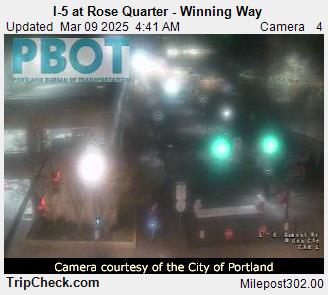 I-5 at Rose Quarter - Winning Way
Updated Mar 09 2025 4:41 AM Camera 4
PBOT
PORTLAND BUREAU OF TRANSPORTATION
Camera courtesy of the City of Portland
TripCheck.com Milepost302.00